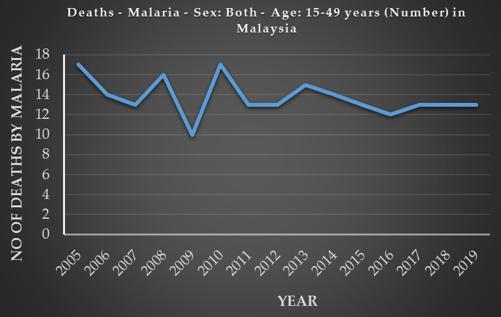 Deaths - Malaria - Sex: Both - Age: 15-49 years (Number) in
Malaysia
NO OF DEATHS BY MALARIA
18
16
14
12
10
8
6
4
2
0
2005 2006 2007 2008 2009 2010 2011 2012 2013 2014 2015 2016 2017 2018 2019
YEAR